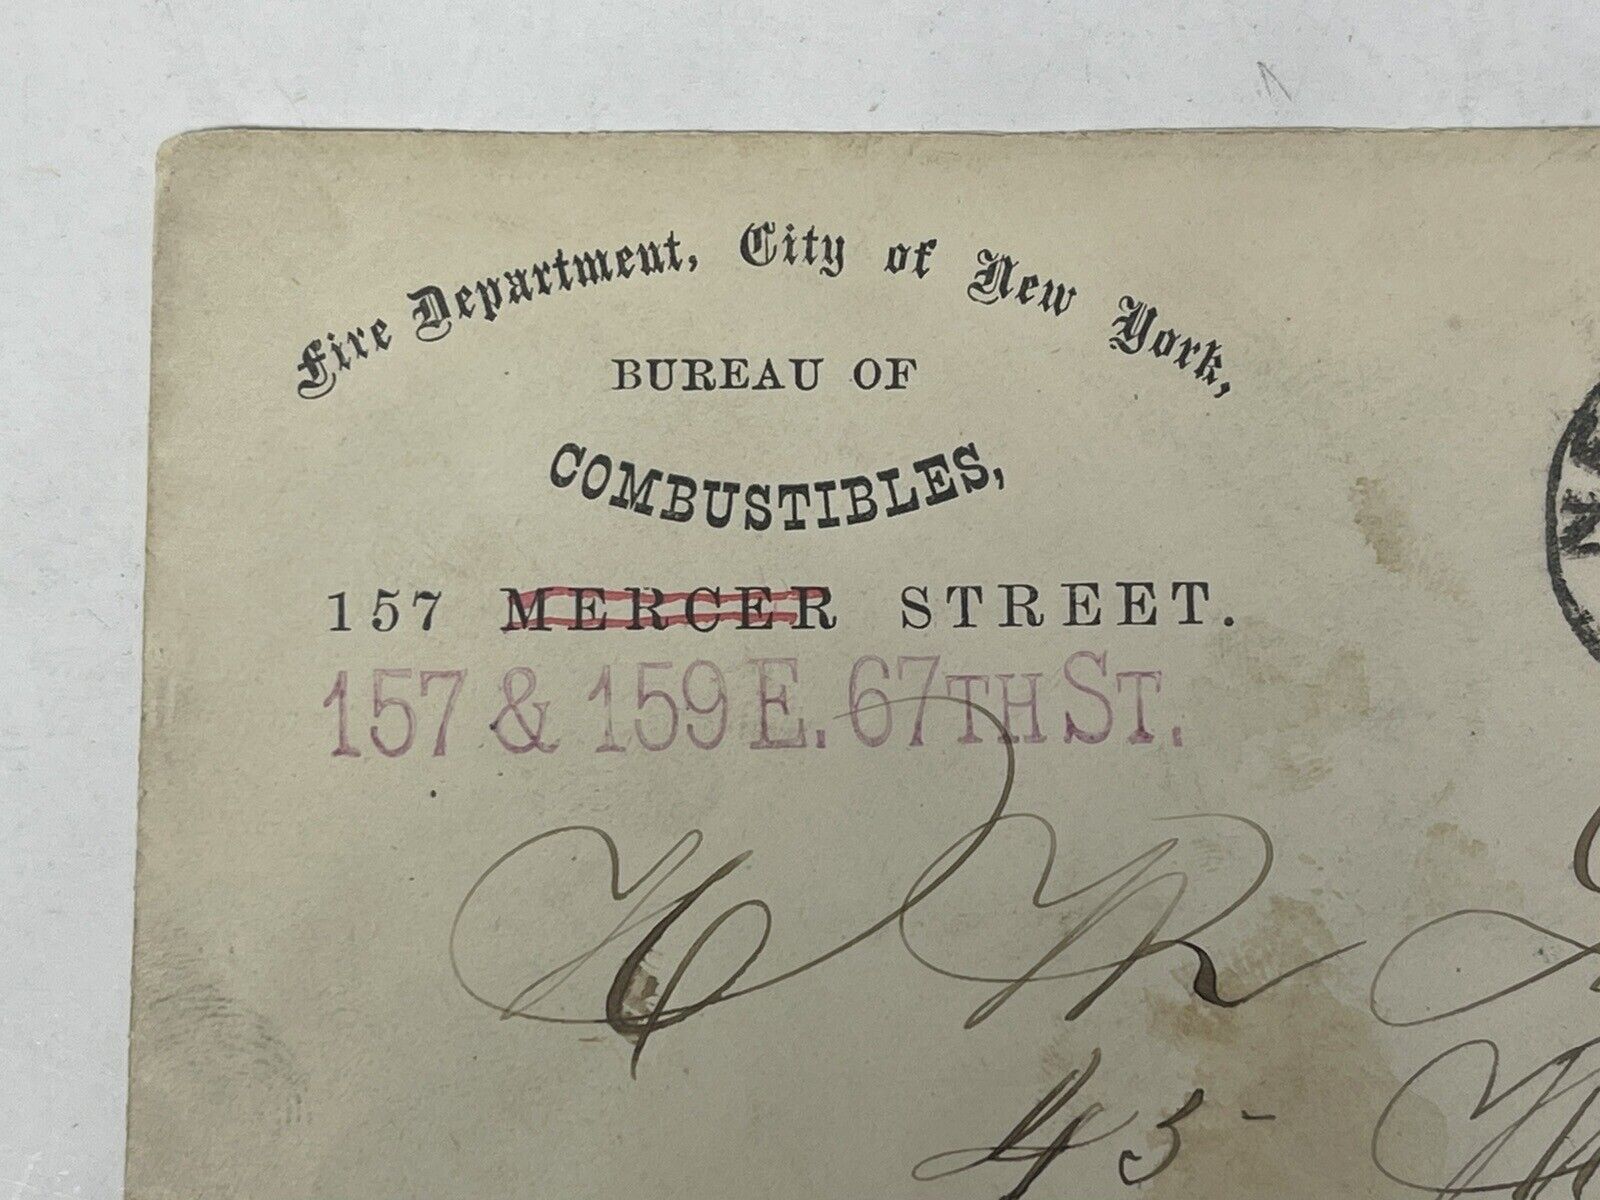 Fire Department, City of New York,
BUREAU OF
COMBUSTIBLES,
157 MERCER STREET.
157 & 159 E. 67TH ST.
H R
45